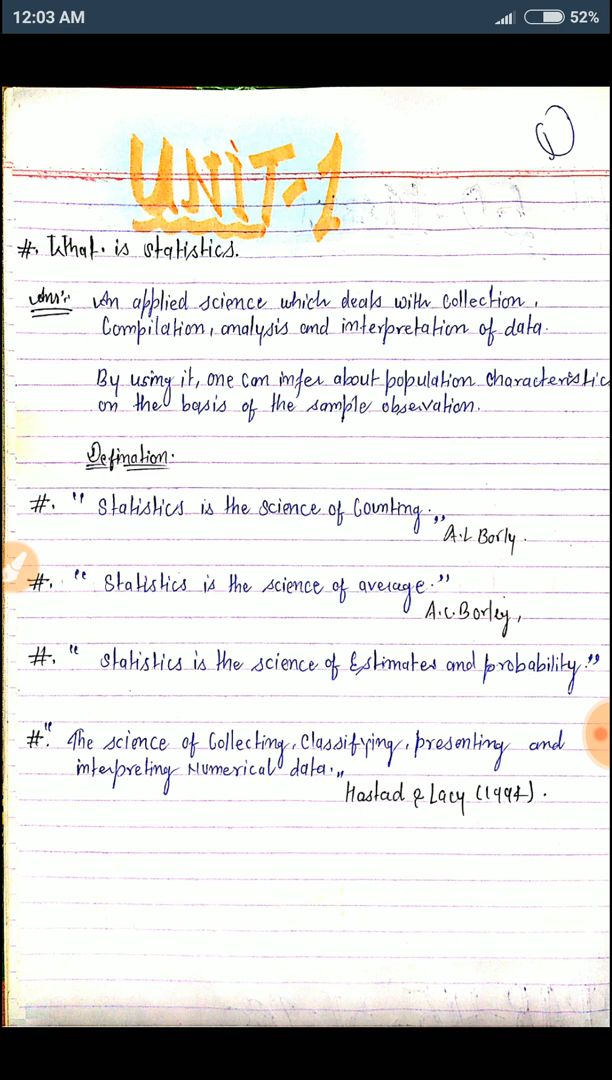 12:03 AM 52%
1
UNIT-1
#. What. is statistics.
Ans:- An applied science which deals with collection,
Compilation, analysis and interpretation of data.
By using it, one can infer about population characteristic
on the basis of the sample observation.
Defination.
#. " Statistics is the science of Counting."
A.L Borly.
#. " Statistics is the science of average."
A.C. Borley,
#. " Statistics is the science of Estimates and probability."
#. " The science of Collecting, Classifying, presenting and
interpreting Numerical data."
Hastad & Lacy (1994).